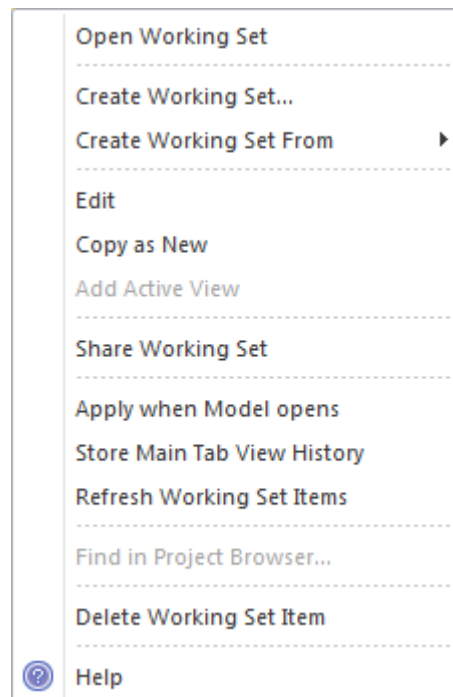 Open Working Set
Create Working Set...
Create Working Set From
Edit
Copy as New
Add Active View
Share Working Set
Apply when Model opens
Store Main Tab View History
Refresh Working Set Items
Find in Project Browser...
Delete Working Set Item
? Help